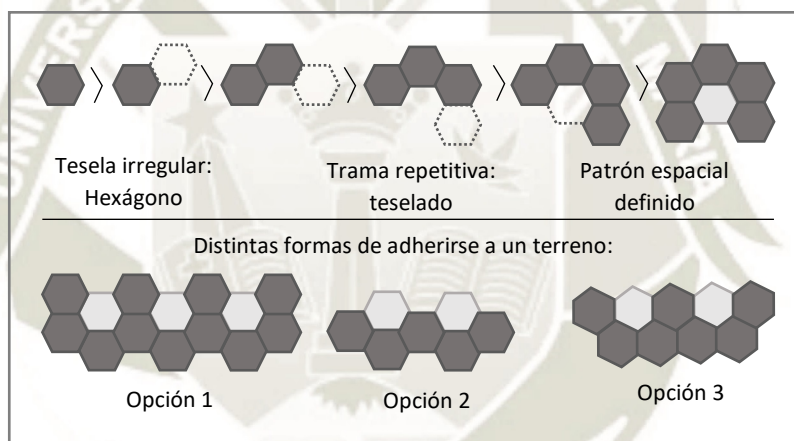 Tesela irregular:
Hexágono
Trama repetitiva:
teselado
Patrón espacial
definido
Distintas formas de adherirse a un terreno:
Opción 1
Opción 2
Opción 3